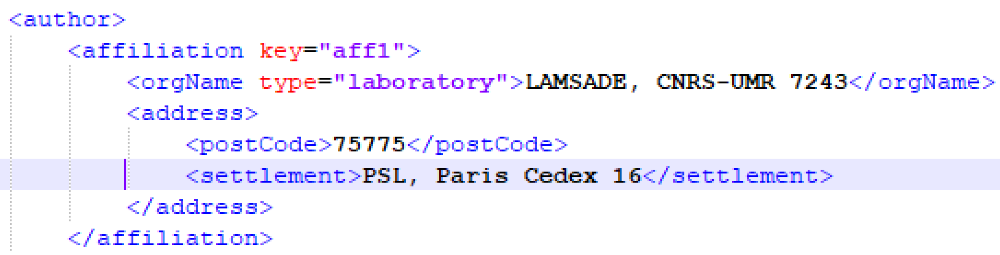 <author>
<affiliation key="aff1">
<orgName type="laboratory">LAMSADE, CNRS-UMR 7243</orgName>
<address>
<postCode>75775</postCode>
<settlement>PSL, Paris Cedex 16</settlement>
</address>
</affiliation>